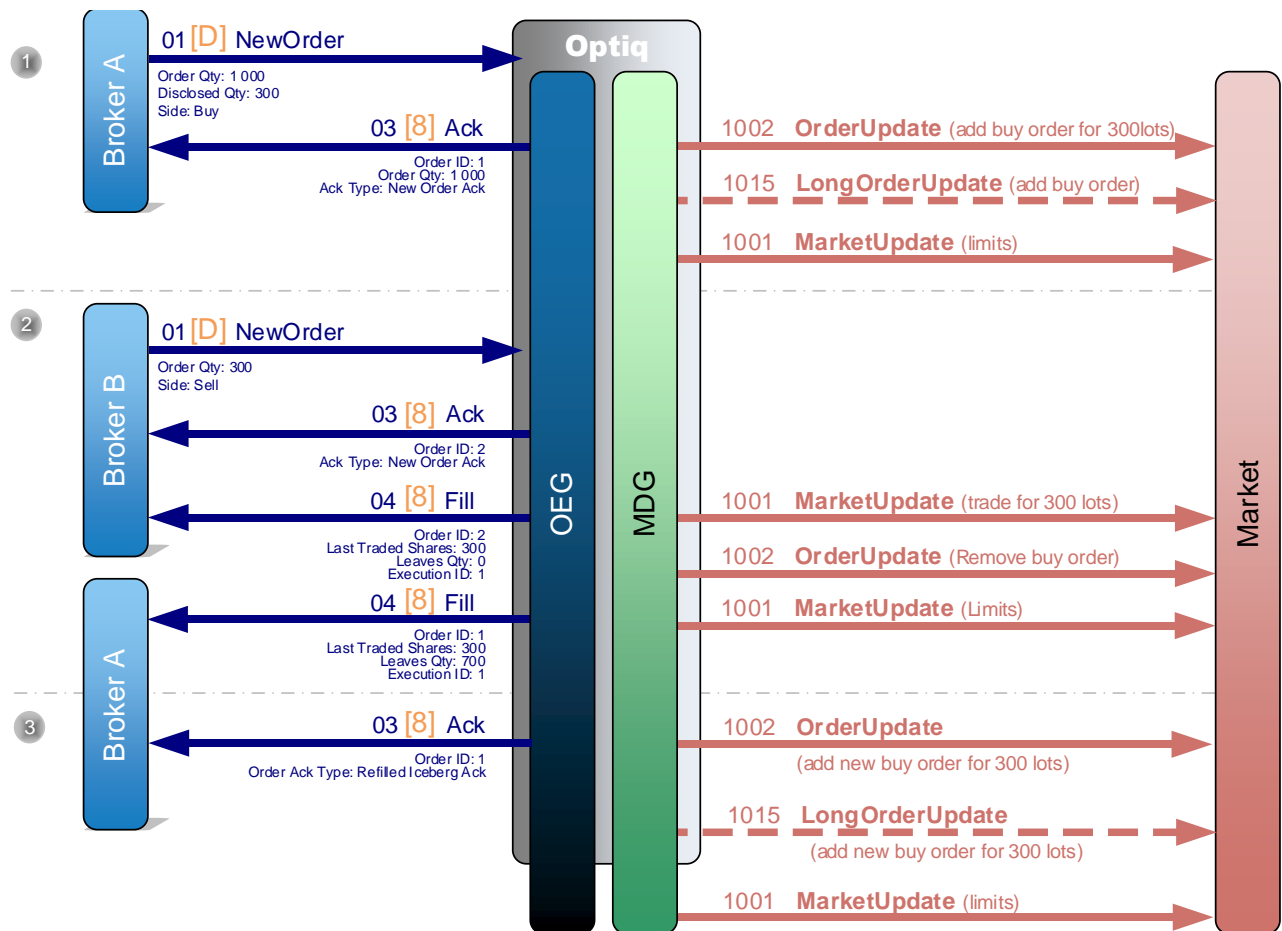 1
Broker A
01 [D] NewOrder
Order Qty: 1 000
Disclosed Qty: 300
Side: Buy
03 [8] Ack
Order ID: 1
Order Qty: 1 000
Ack Type: New Order Ack
Optiq
OEG
MDG
Market
1002 OrderUpdate (add buy order for 300lots)
1015 LongOrderUpdate (add buy order)
1001 MarketUpdate (limits)
2
Broker B
01 [D] NewOrder
Order Qty: 300
Side: Sell
03 [8] Ack
Order ID: 2
Ack Type: New Order Ack
04 [8] Fill
Order ID: 2
Last Traded Shares: 300
Leaves Qty: 0
Execution ID: 1
1001 MarketUpdate (trade for 300 lots)
1002 OrderUpdate (Remove buy order)
Broker A
04 [8] Fill
Order ID: 1
Last Traded Shares: 300
Leaves Qty: 700
Execution ID: 1
1001 MarketUpdate (Limits)
3
03 [8] Ack
Order ID: 1
Order Ack Type: Refilled Iceberg Ack
1002 OrderUpdate
(add new buy order for 300 lots)
1015 LongOrderUpdate
(add new buy order for 300 lots)
1001 MarketUpdate (limits)